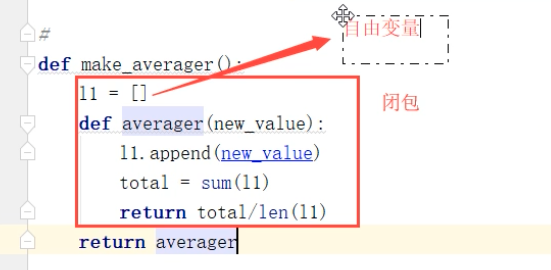 #
自由变量
def make_averager():
l1 = []
闭包
def averager(new_value):
l1.append(new_value)
total = sum(l1)
return total/len(l1)
return averager